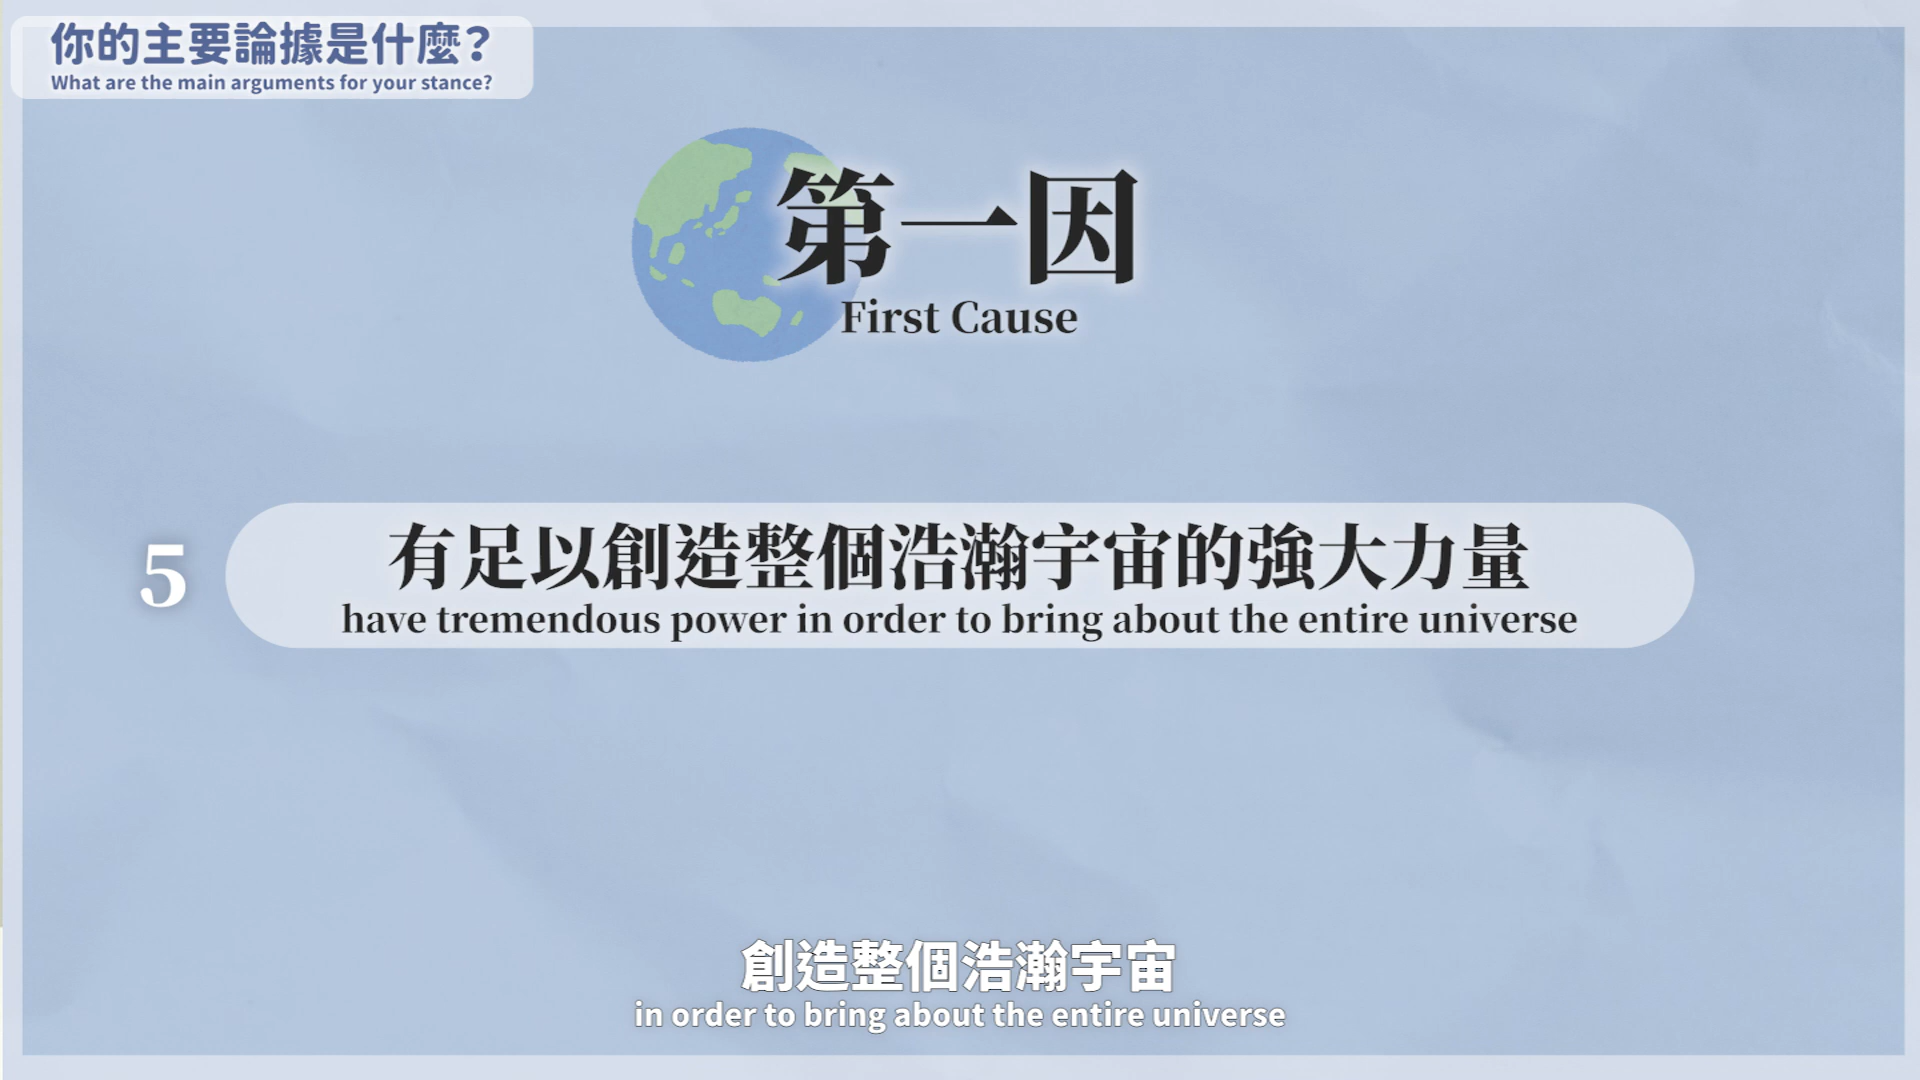 你的主要論據是什麼？
What are the main arguments for your stance?
第一因
First Cause
5
有足以創造整個浩瀚宇宙的強大力量
have tremendous power in order to bring about the entire universe
創造整個浩瀚宇宙
in order to bring about the entire universe